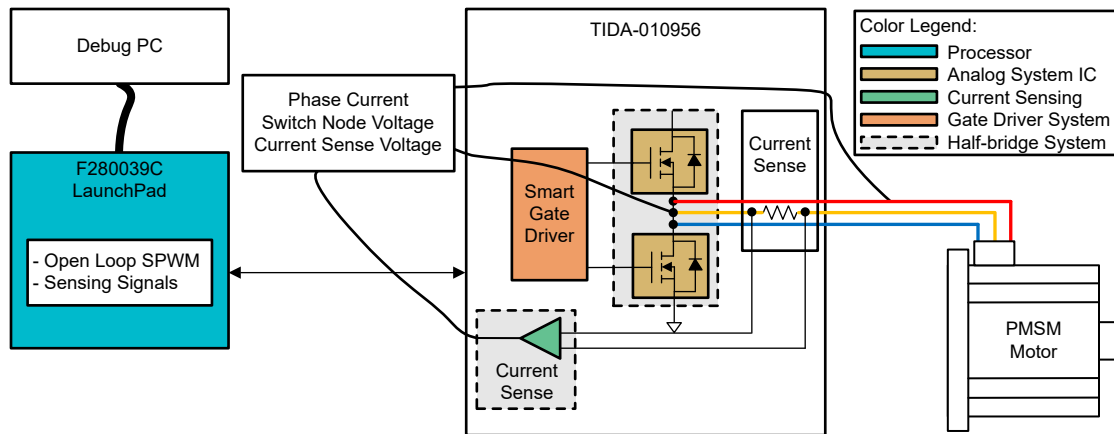 Debug PC
F280039C
LaunchPad
- Open Loop SPWM
- Sensing Signals
Phase Current
Switch Node Voltage
Current Sense Voltage
TIDA-010956
Smart
Gate
Driver
Current
Sense
Current
Sense
Color Legend:
Processor
Analog System IC
Current Sensing
Gate Driver System
Half-bridge System
PMSM
Motor